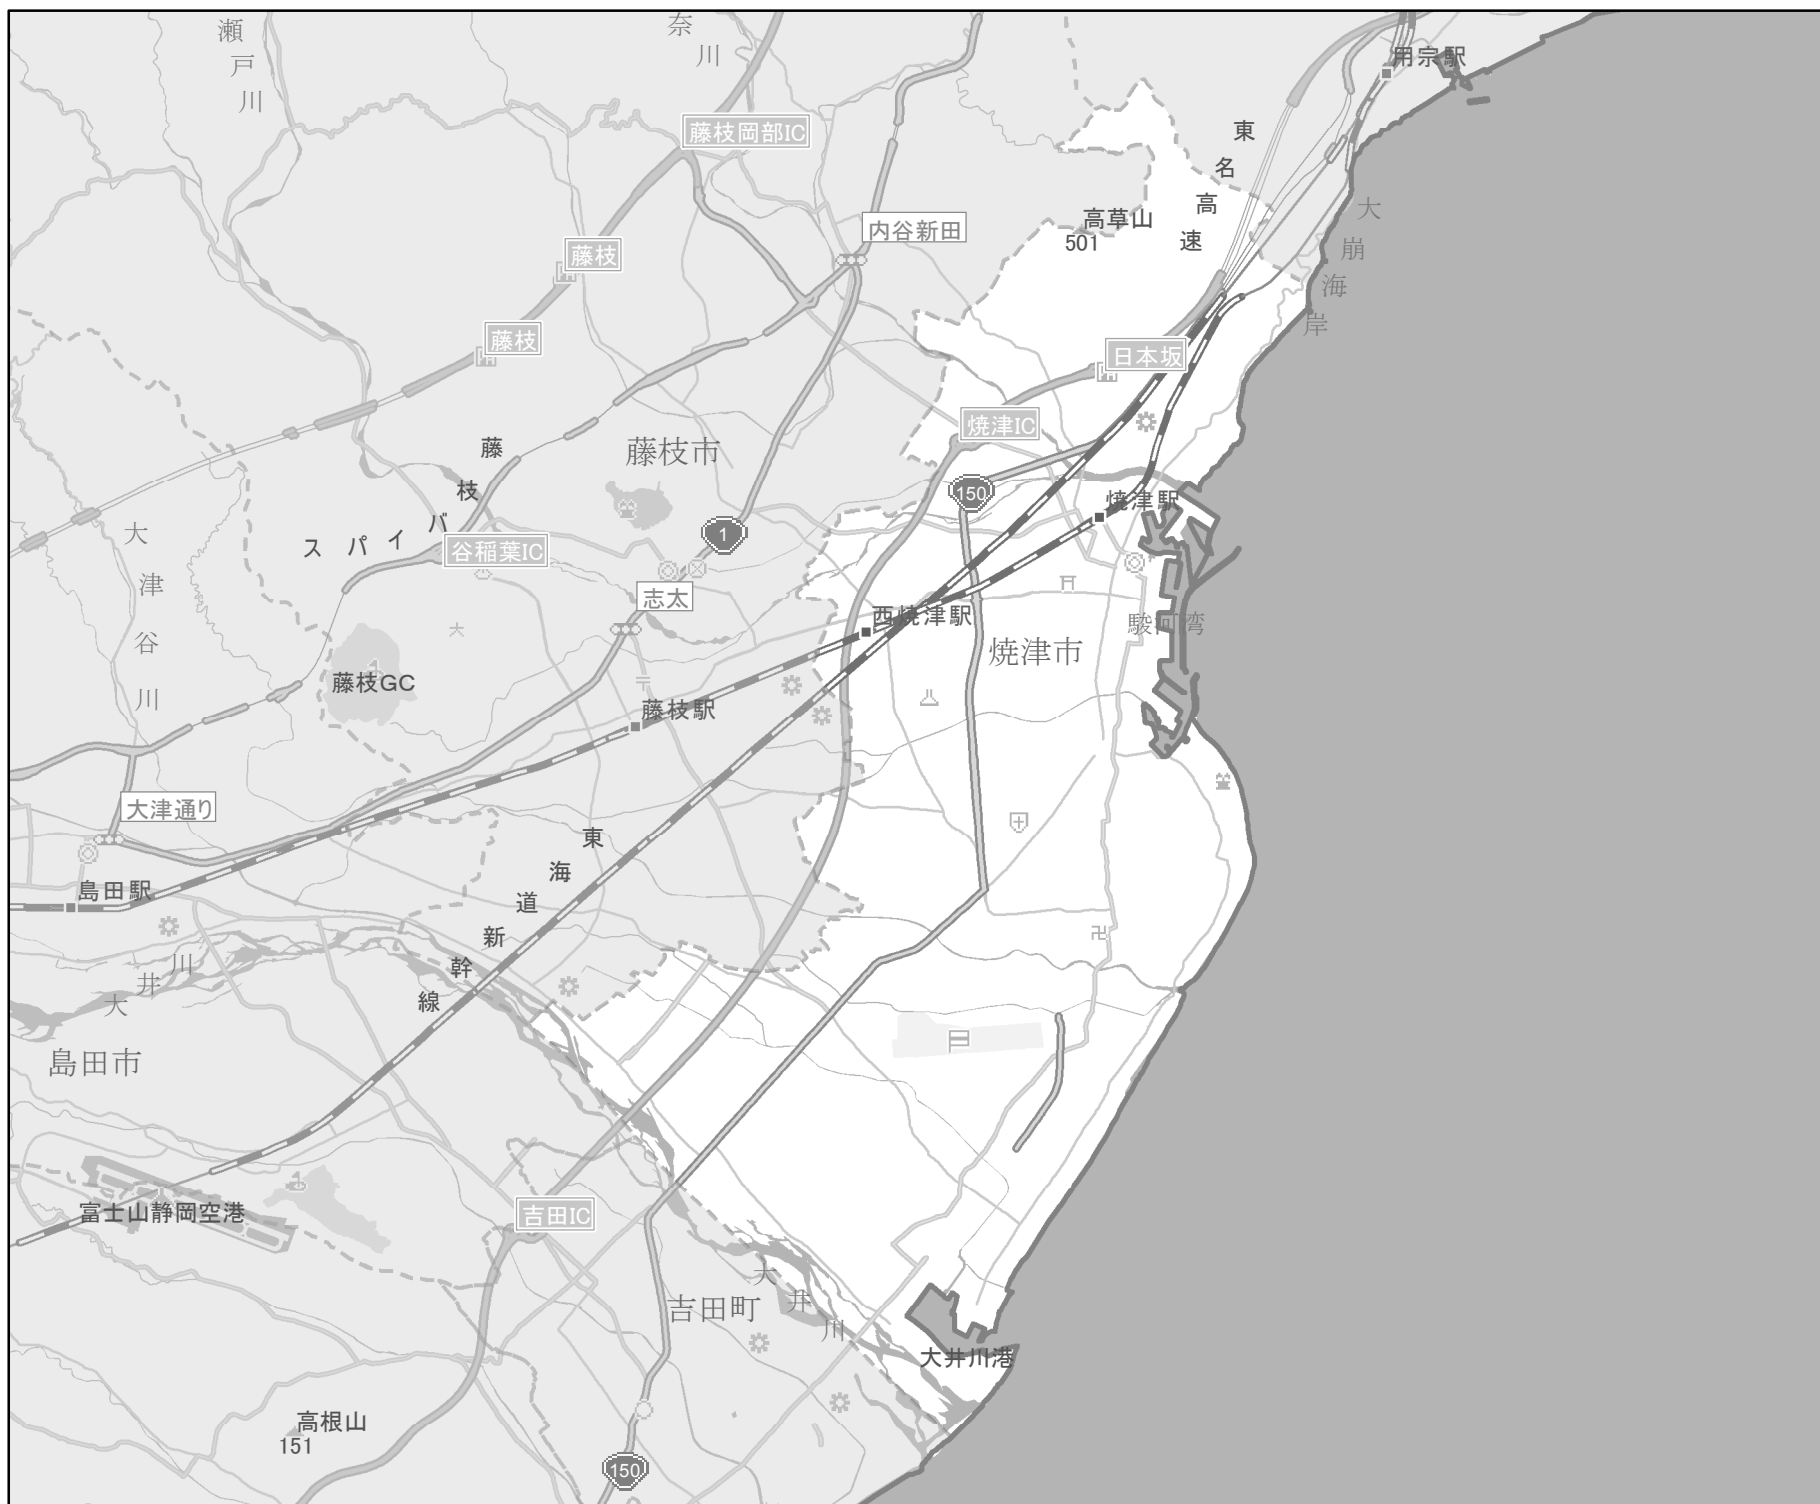 瀬戸川
奈川
用宗駅
藤枝岡部IC
東名高速
大崩海岸
高草山
501
内谷新田
藤枝
藤枝
日本坂
焼津IC
藤枝市
藤枝バイパス
150
焼津駅
1
谷稲葉IC
大津谷川
志太
西焼津駅
駿河湾
焼津市
藤枝GC
藤枝駅
大津通り
東海道新幹線
島田駅
大井川
島田市
富士山静岡空港
吉田IC
大井川
吉田町
大井川港
高根山
151
150